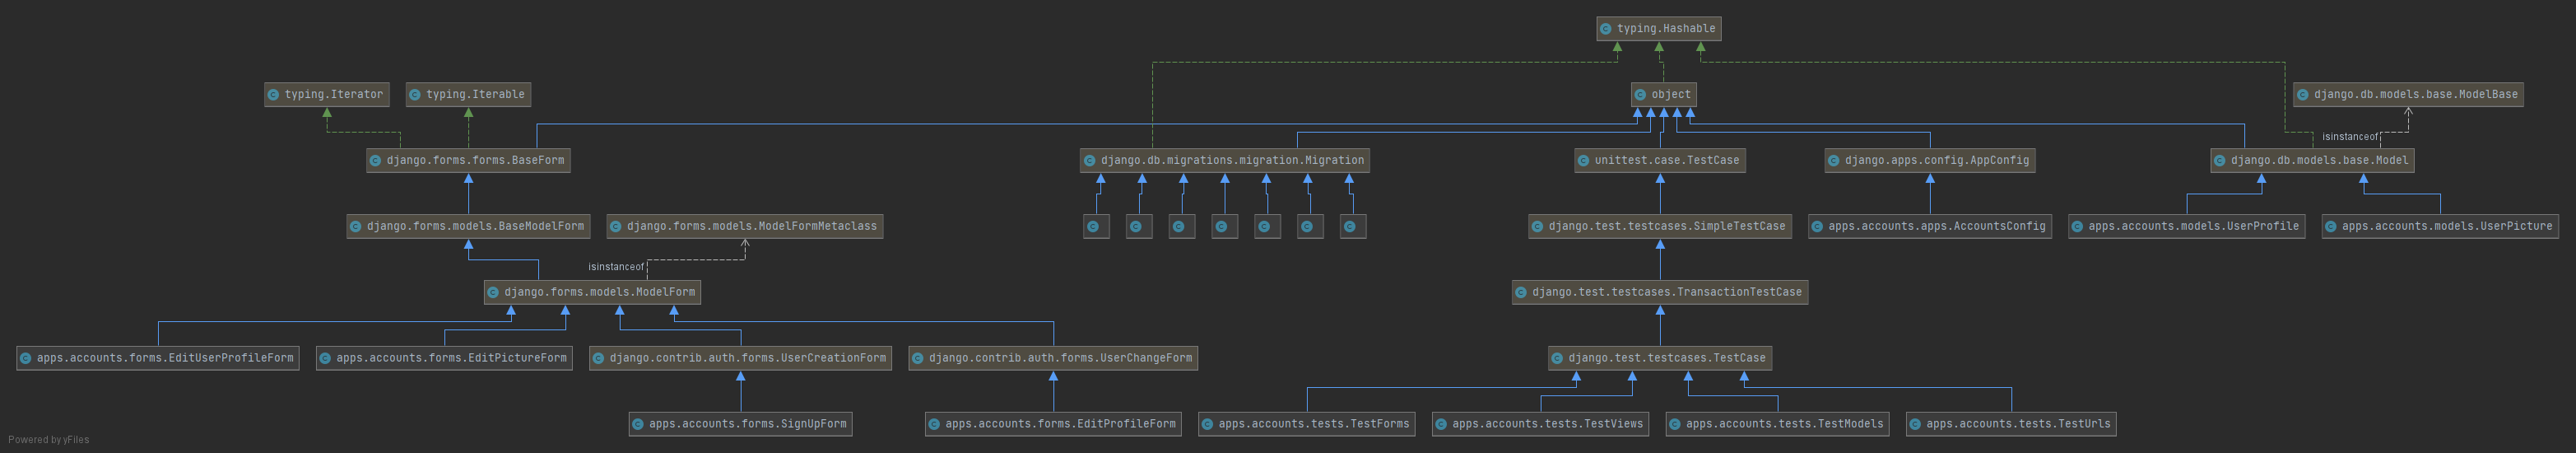 typing.Hashable
typing.Iterator
typing.Iterable
object
django.db.models.base.ModelBase
isinstanceof
django.forms.forms.BaseForm
django.db.migrations.migration.Migration
unittest.case.TestCase
django.apps.config.AppConfig
django.db.models.base.Model
django.forms.models.BaseModelForm
django.forms.models.ModelFormMetaclass
C
C
C
C
C
C
C
django.test.testcases.SimpleTestCase
apps.accounts.apps.AccountsConfig
apps.accounts.models.UserProfile
apps.accounts.models.UserPicture
isinstanceof
django.forms.models.ModelForm
django.test.testcases.TransactionTestCase
apps.accounts.forms.EditUserProfileForm
apps.accounts.forms.EditPictureForm
django.contrib.auth.forms.UserCreationForm
django.contrib.auth.forms.UserChangeForm
django.test.testcases.TestCase
apps.accounts.forms.SignUpForm
apps.accounts.forms.EditProfileForm
apps.accounts.tests.TestForms
apps.accounts.tests.TestViews
apps.accounts.tests.TestModels
apps.accounts.tests.TestUrls
Powered by yFiles